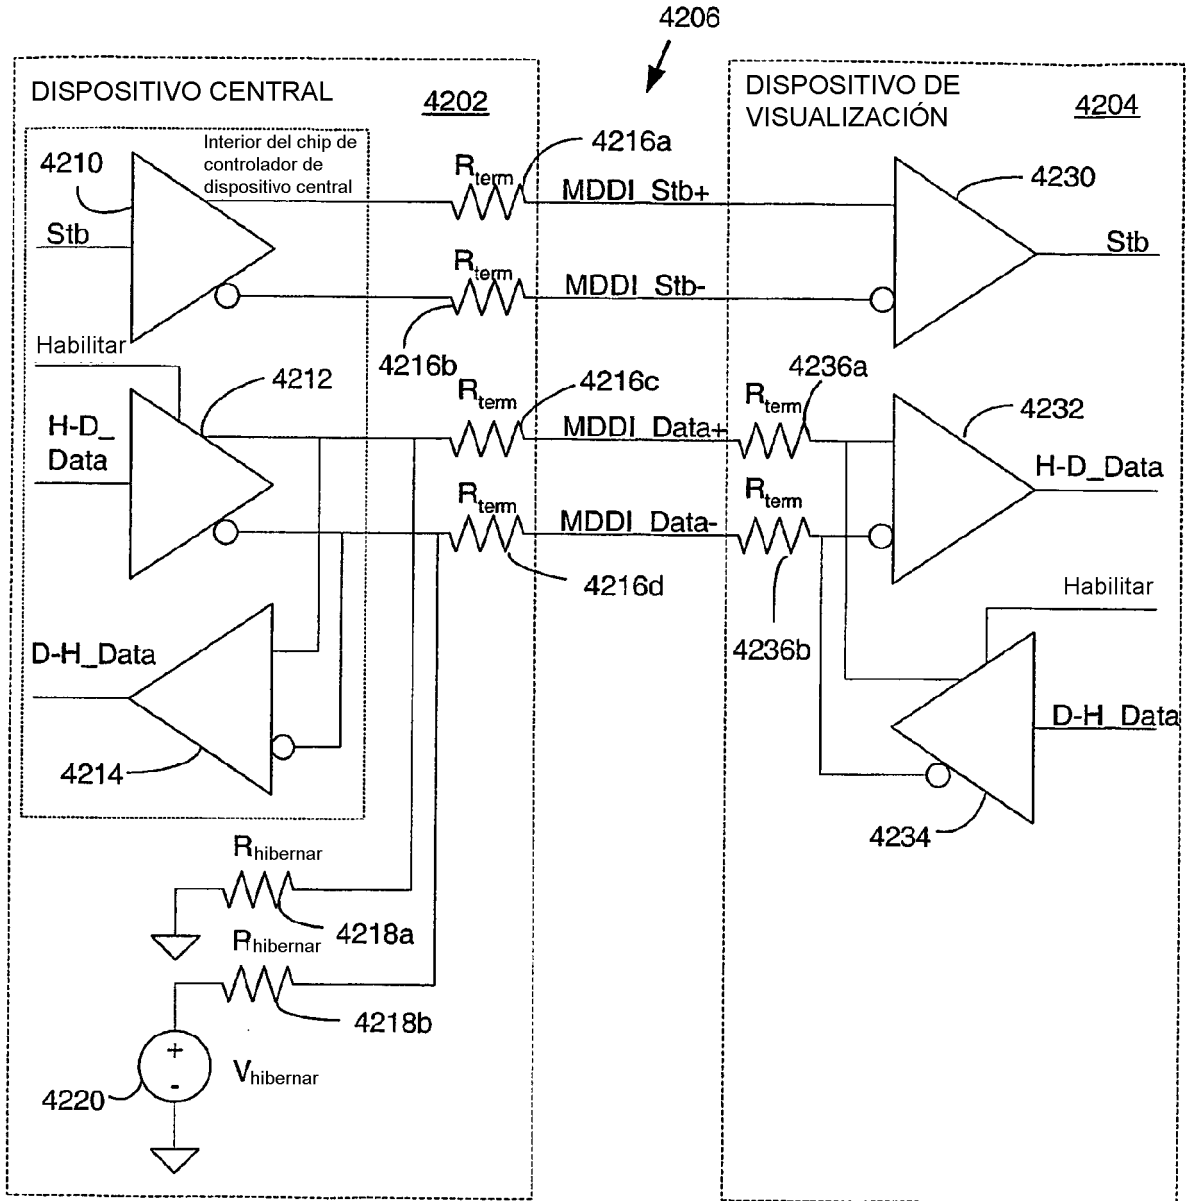 4206
DISPOSITIVO CENTRAL
4202
Interior del chip de
controlador de
dispositivo central
4210
Stb
Rterm
4216a
MDDI_Stb+
Rterm
MDDI_Stb-
4216b
Habilitar
4212
H-D_
Data
Rterm
4216c
MDDI_Data+
Rterm
MDDI_Data-
4216d
D-H_Data
4214
Rhibernar
4218a
Rhibernar
4218b
Vhibernar
+
-
4220
DISPOSITIVO DE
VISUALIZACIÓN
4204
4230
Stb
4236a
Rterm
4232
H-D_Data
Rterm
4236b
Habilitar
D-H_Data
4234